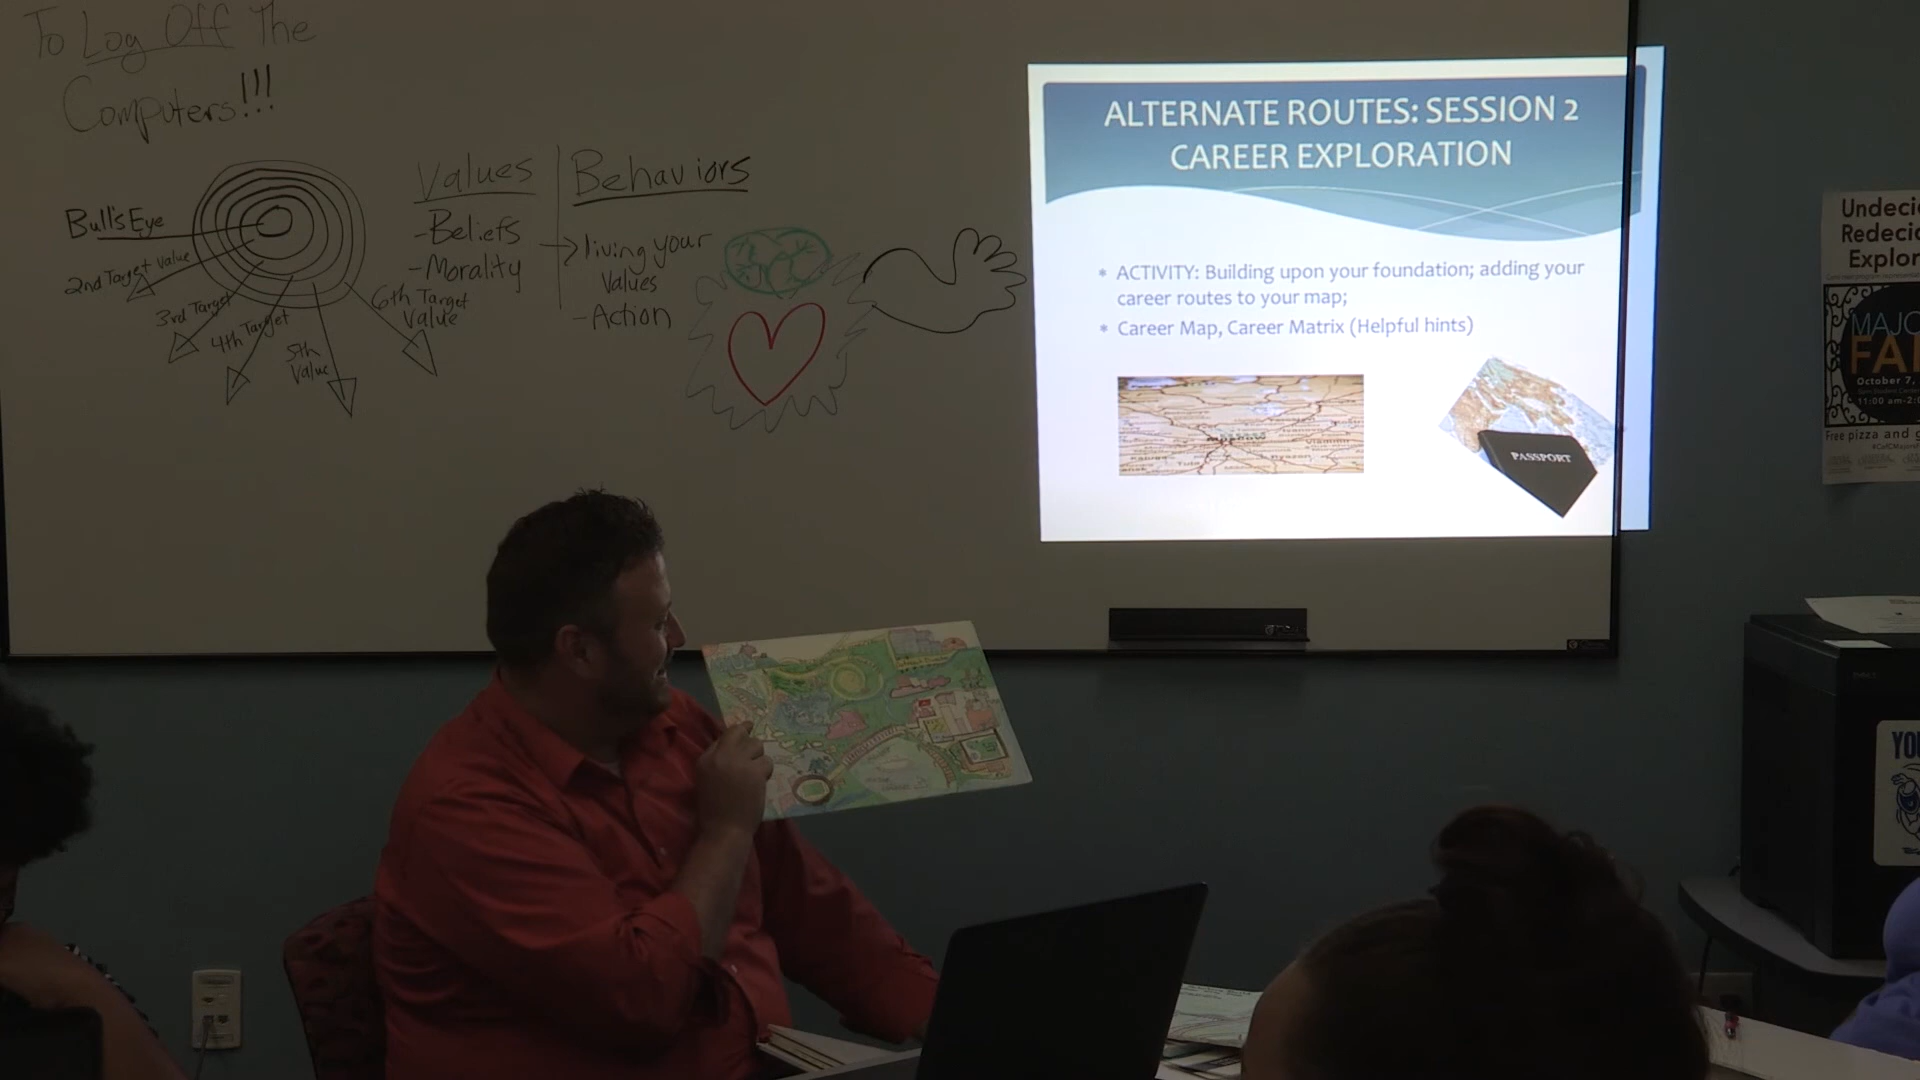 To Log Off The
Computers!!!
Bull's Eye
2nd Target Value
3rd Target
4th Target
5th
Value
6th Target
Value
Values
-Beliefs
-Morality
Behaviors
living your
Values
-Action
ALTERNATE ROUTES: SESSION 2
CAREER EXPLORATION
* ACTIVITY: Building upon your foundation; adding your
career routes to your map;
* Career Map, Career Matrix (Helpful hints)
PASSPORT
Undeci
Redeci
Explor
MAJO
FAI
October 7,
11:00 am-2:0
Free pizza and g
YO